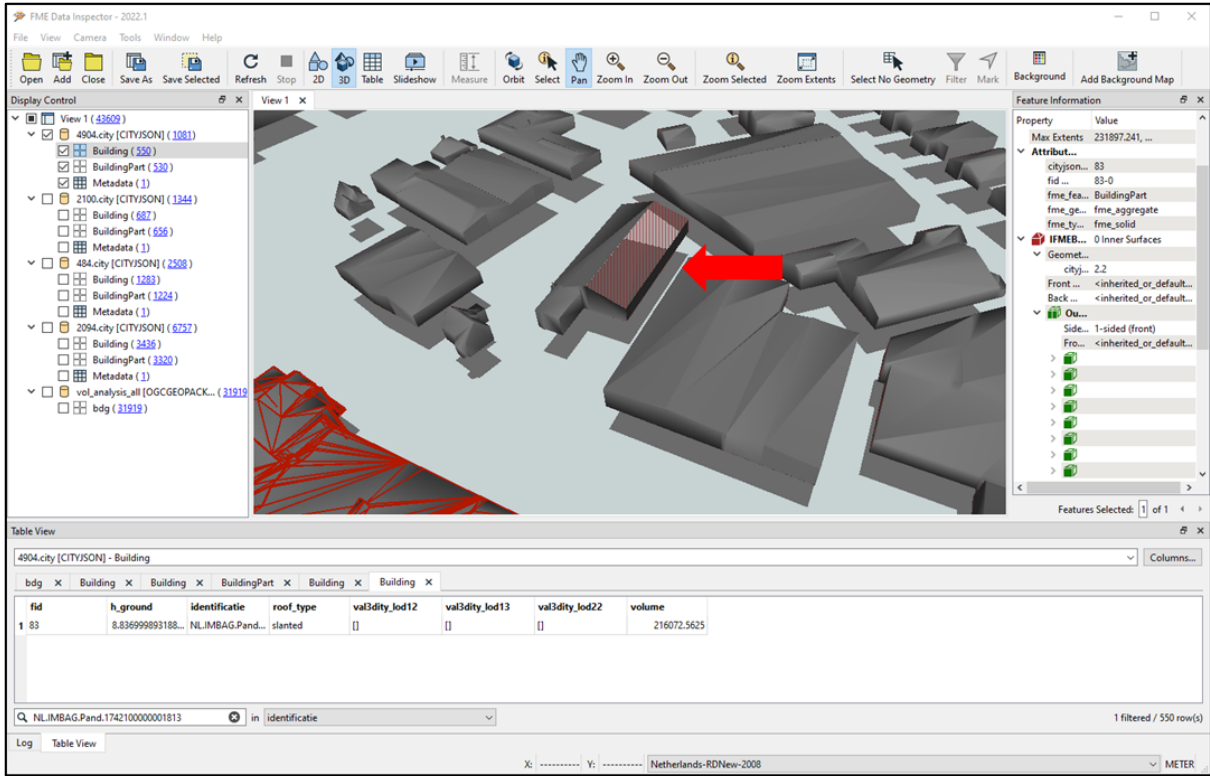 FME Data Inspector - 2022.1
File View Camera Tools Window Help
Open Add Close Save As Save Selected Refresh Stop 2D 3D Table Slideshow Measure Orbit Select Pan Zoom In Zoom Out Zoom Selected Zoom Extents Select No Geometry Filter Mark Background Add Background Map
Display Control
View 1 (43609)
4904.city [CITYJSON] (1081)
Building (550)
BuildingPart (530)
Metadata (1)
2100.city [CITYJSON] (1344)
Building (687)
BuildingPart (656)
Metadata (1)
484.city [CITYJSON] (2508)
Building (1283)
BuildingPart (1224)
Metadata (1)
2094.city [CITYJSON] (6757)
Building (3436)
BuildingPart (3320)
Metadata (1)
vol_analysis_all [OGCGEOPACK... (31919
bdg (31919)
View 1
Feature Information
Property Value
Max Extents 231897.241, ...
Attribut...
cityjson... 83
fid ... 83-0
fme_fea... BuildingPart
fme_ge... fme_aggregate
fme_ty... fme_solid
IFMEB... 0 Inner Surfaces
Geomet...
cityj... 2.2
Front ... <inherited_or_default...
Back ... <inherited_or_default...
Ou...
Side... 1-sided (front)
Fro... <inherited_or_default...
Features Selected: 1 of 1
Table View
4904.city [CITYJSON] - Building
Columns...
bdg Building Building BuildingPart Building Building
fid h_ground identificatie roof_type val3dity_lod12 val3dity_lod13 val3dity_lod22 volume
1 83 8.836999893188... NL.IMBAG.Pand... slanted [] [] [] 216072.5625
NL.IMBAG.Pand.1742100000001813 in identificatie 1 filtered / 550 row(s)
Log Table View
X: ---------- Y: ---------- Netherlands-RDNew-2008 METER